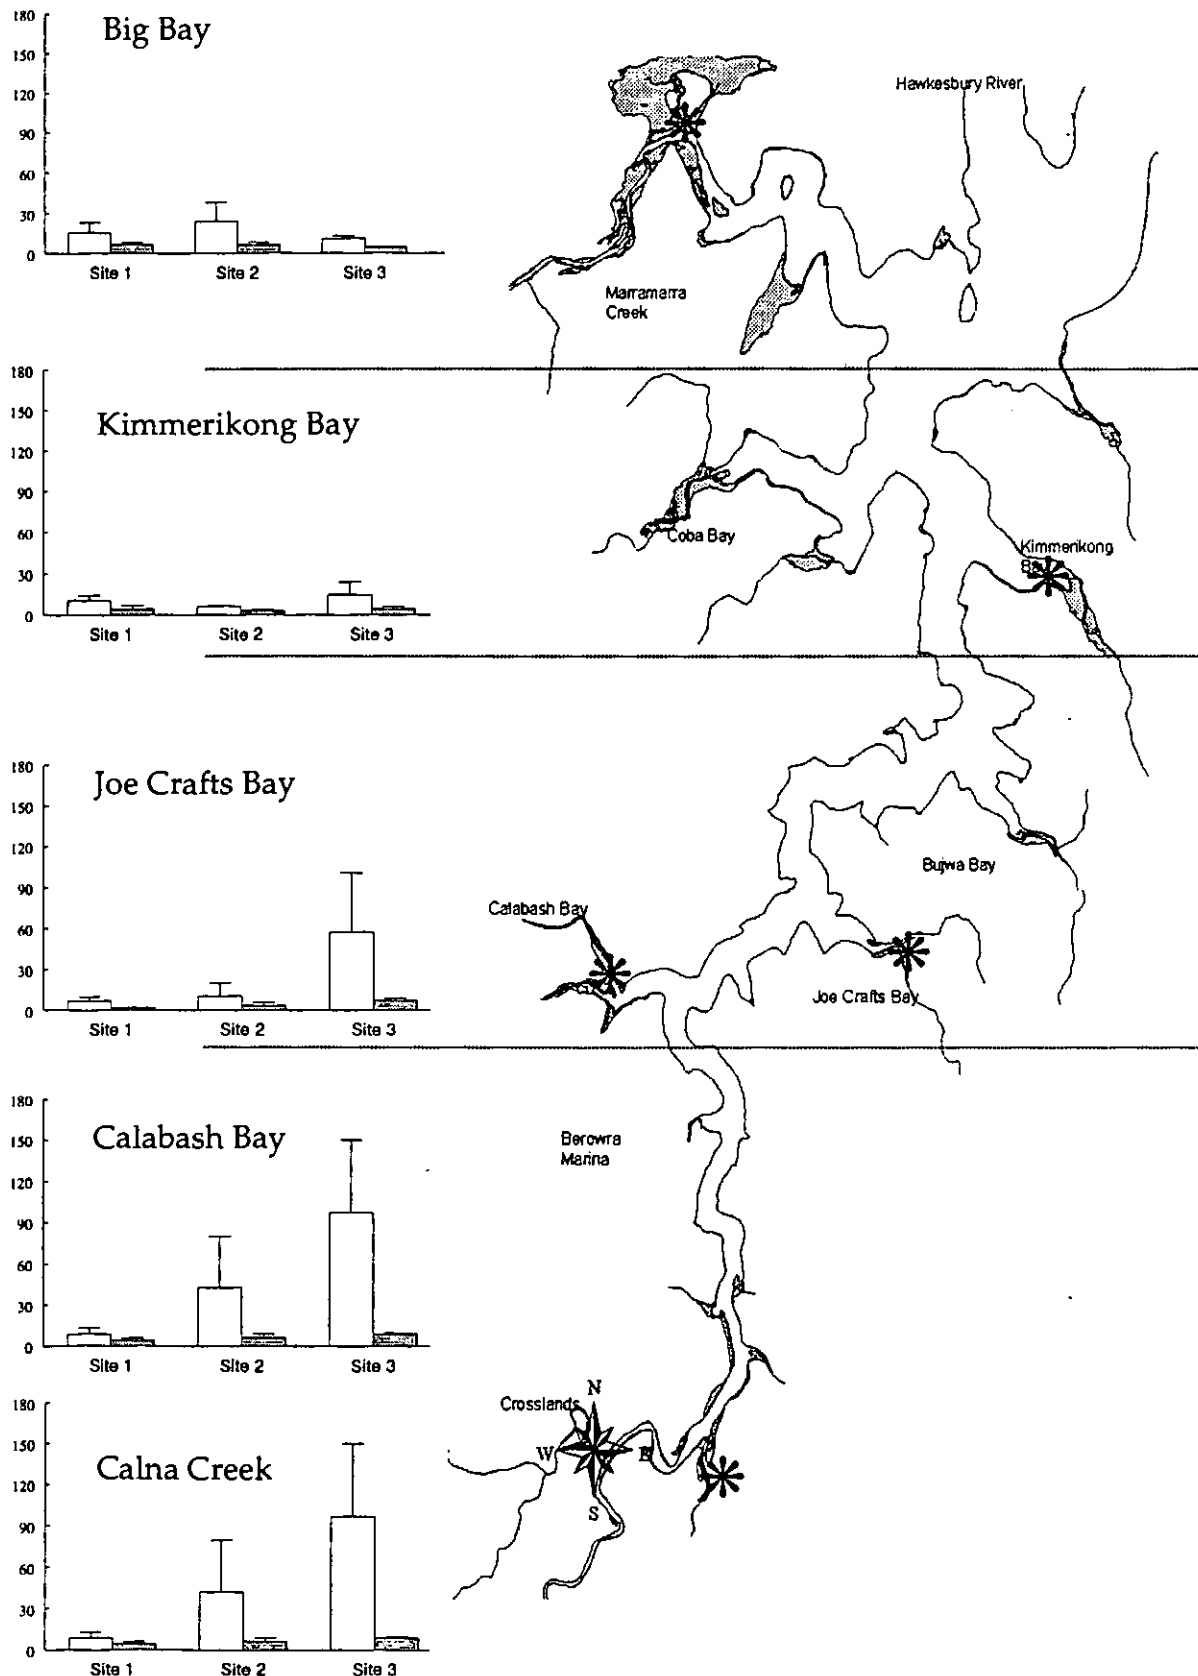 180
Big Bay
150
120
90
60
30
0
Site 1 Site 2 Site 3
Hawkesbury River
Marramarra
Creek
180
Kimmerikong Bay
150
120
90
60
30
0
Site 1 Site 2 Site 3
Coba Bay
Kimmerikong
180
Joe Crafts Bay
150
120
90
60
30
0
Site 1 Site 2 Site 3
Bujwa Bay
Calabash Bay
Joe Crafts Bay
180
Calabash Bay
150
120
90
60
30
0
Site 1 Site 2 Site 3
Berowra
Marina
180
Calna Creek
150
120
90
60
30
0
Site 1 Site 2 Site 3
Crosslands
N
W E
S